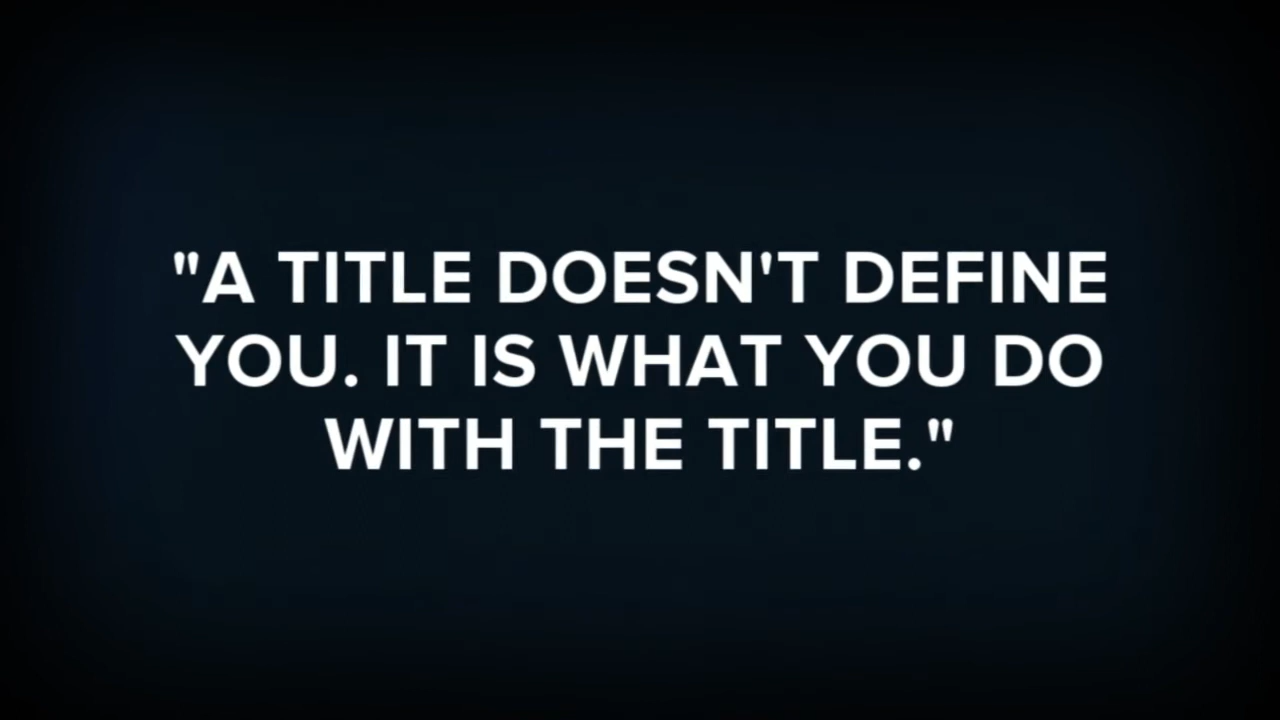 "A TITLE DOESN'T DEFINE
YOU. IT IS WHAT YOU DO
WITH THE TITLE."